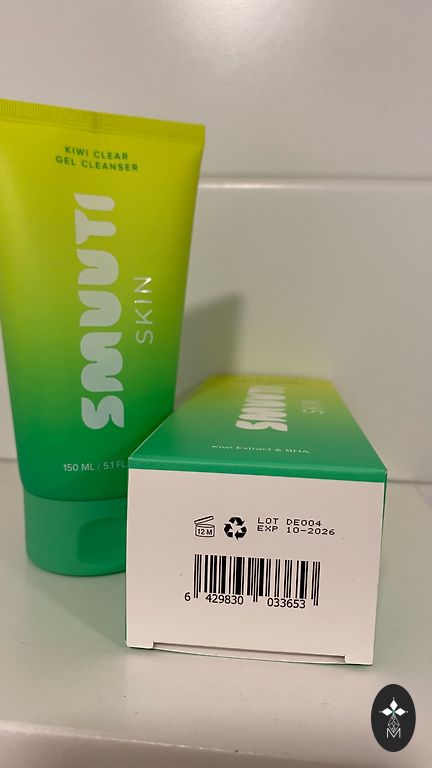 KIWI CLEAR
GEL CLEANSER
SMUUTI
SKIN
150 ML / 5.1 FL
SMUUTI
SKIN
Kiwi Extract & BHA
12 M
LOT DE004
EXP 10-2026
6 429830 033653
M